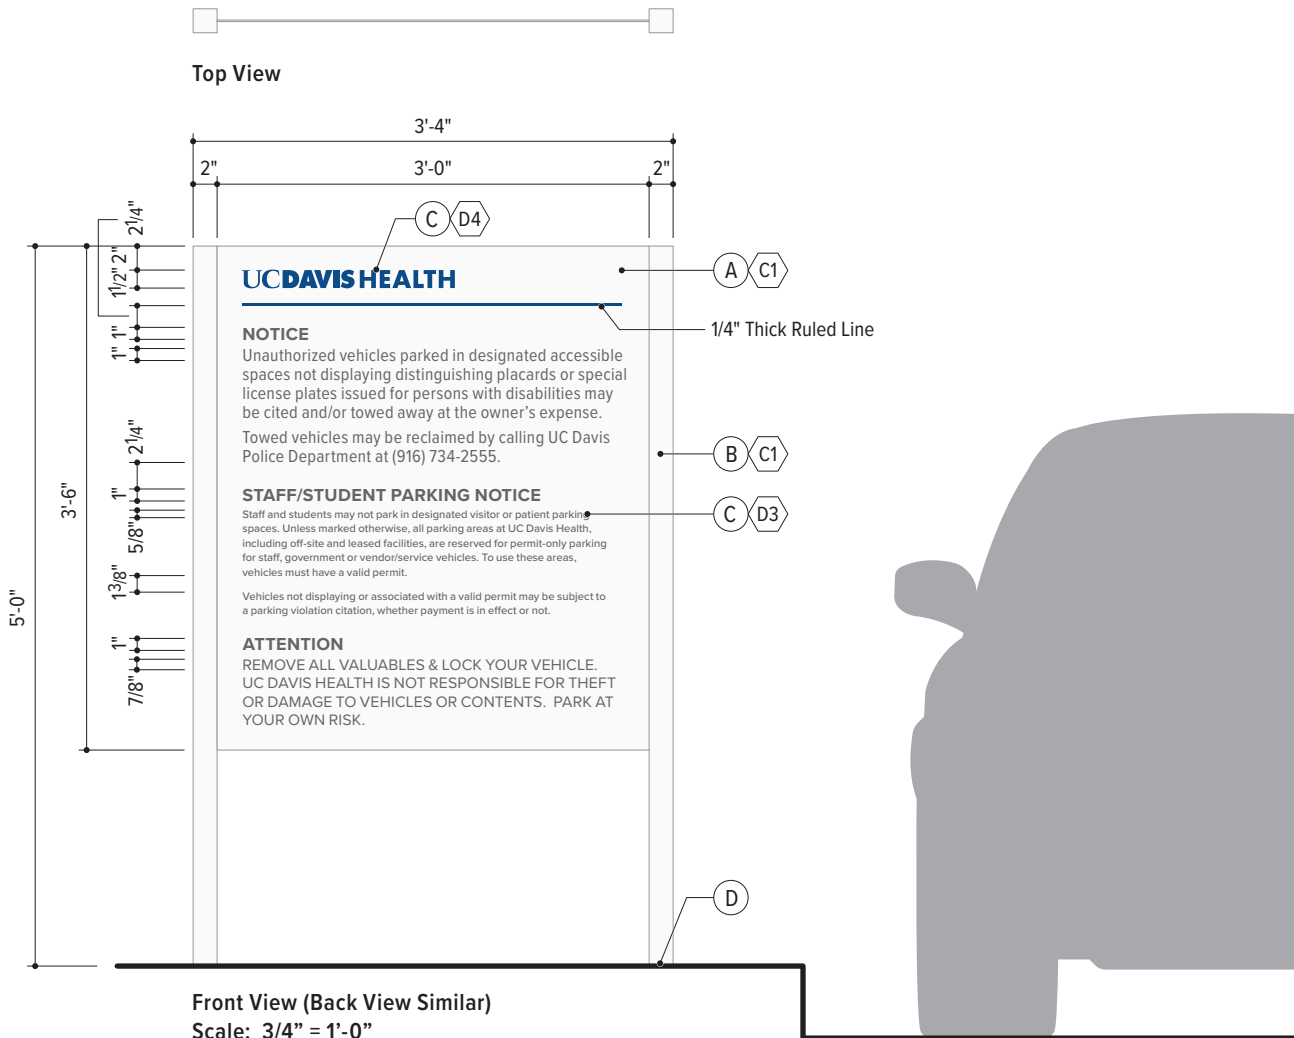 Top View
3'-4"
2"
3'-0"
2"
C D4
2 1/4"
2"
1 1/2"
1"
1"
2 1/4"
1"
5/8"
1 3/8"
1"
7/8"
3'-6"
5'-0"
UCDAVIS HEALTH
A C1
1/4" Thick Ruled Line
NOTICE
Unauthorized vehicles parked in designated accessible
spaces not displaying distinguishing placards or special
license plates issued for persons with disabilities may
be cited and/or towed away at the owner's expense.
Towed vehicles may be reclaimed by calling UC Davis
Police Department at (916) 734-2555.
B C1
STAFF/STUDENT PARKING NOTICE
Staff and students may not park in designated visitor or patient parking
spaces. Unless marked otherwise, all parking areas at UC Davis Health,
including off-site and leased facilities, are reserved for permit-only parking
for staff, government or vendor/service vehicles. To use these areas,
vehicles must have a valid permit.
C D3
Vehicles not displaying or associated with a valid permit may be subject to
a parking violation citation, whether payment is in effect or not.
ATTENTION
REMOVE ALL VALUABLES & LOCK YOUR VEHICLE.
UC DAVIS HEALTH IS NOT RESPONSIBLE FOR THEFT
OR DAMAGE TO VEHICLES OR CONTENTS.  PARK AT
YOUR OWN RISK.
D
Front View (Back View Similar)
Scale:  3/4” = 1’-0”